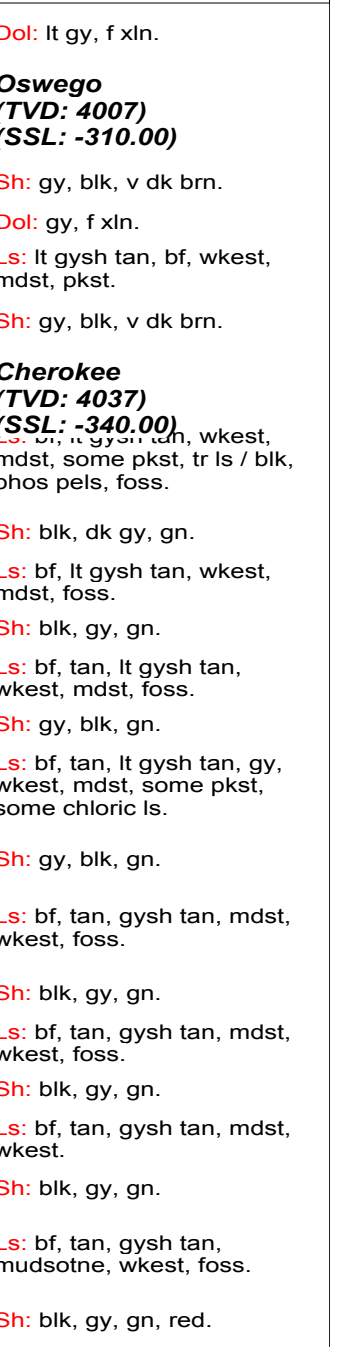 Dol: lt gy, f xln.
Oswego
(TVD: 4007)
(SSL: -310.00)
Sh: gy, blk, v dk brn.
Dol: gy, f xln.
Ls: lt gysh tan, bf, wkest,
mdst, pkst.
Sh: gy, blk, v dk brn.
Cherokee
(TVD: 4037)
(SSL: -340.00)
Ls: bf, lt gysh tan, wkest,
mdst, some pkst, tr ls / blk,
phos pels, foss.
Sh: blk, dk gy, gn.
Ls: bf, lt gysh tan, wkest,
mdst, foss.
Sh: blk, gy, gn.
Ls: bf, tan, lt gysh tan,
wkest, mdst, foss.
Sh: gy, blk, gn.
Ls: bf, tan, lt gysh tan, gy,
wkest, mdst, some pkst,
some chloric ls.
Sh: gy, blk, gn.
Ls: bf, tan, gysh tan, mdst,
wkest, foss.
Sh: blk, gy, gn.
Ls: bf, tan, gysh tan, mdst,
wkest, foss.
Sh: blk, gy, gn.
Ls: bf, tan, gysh tan, mdst,
wkest.
Sh: blk, gy, gn.
Ls: bf, tan, gysh tan,
mudsotne, wkest, foss.
Sh: blk, gy, gn, red.